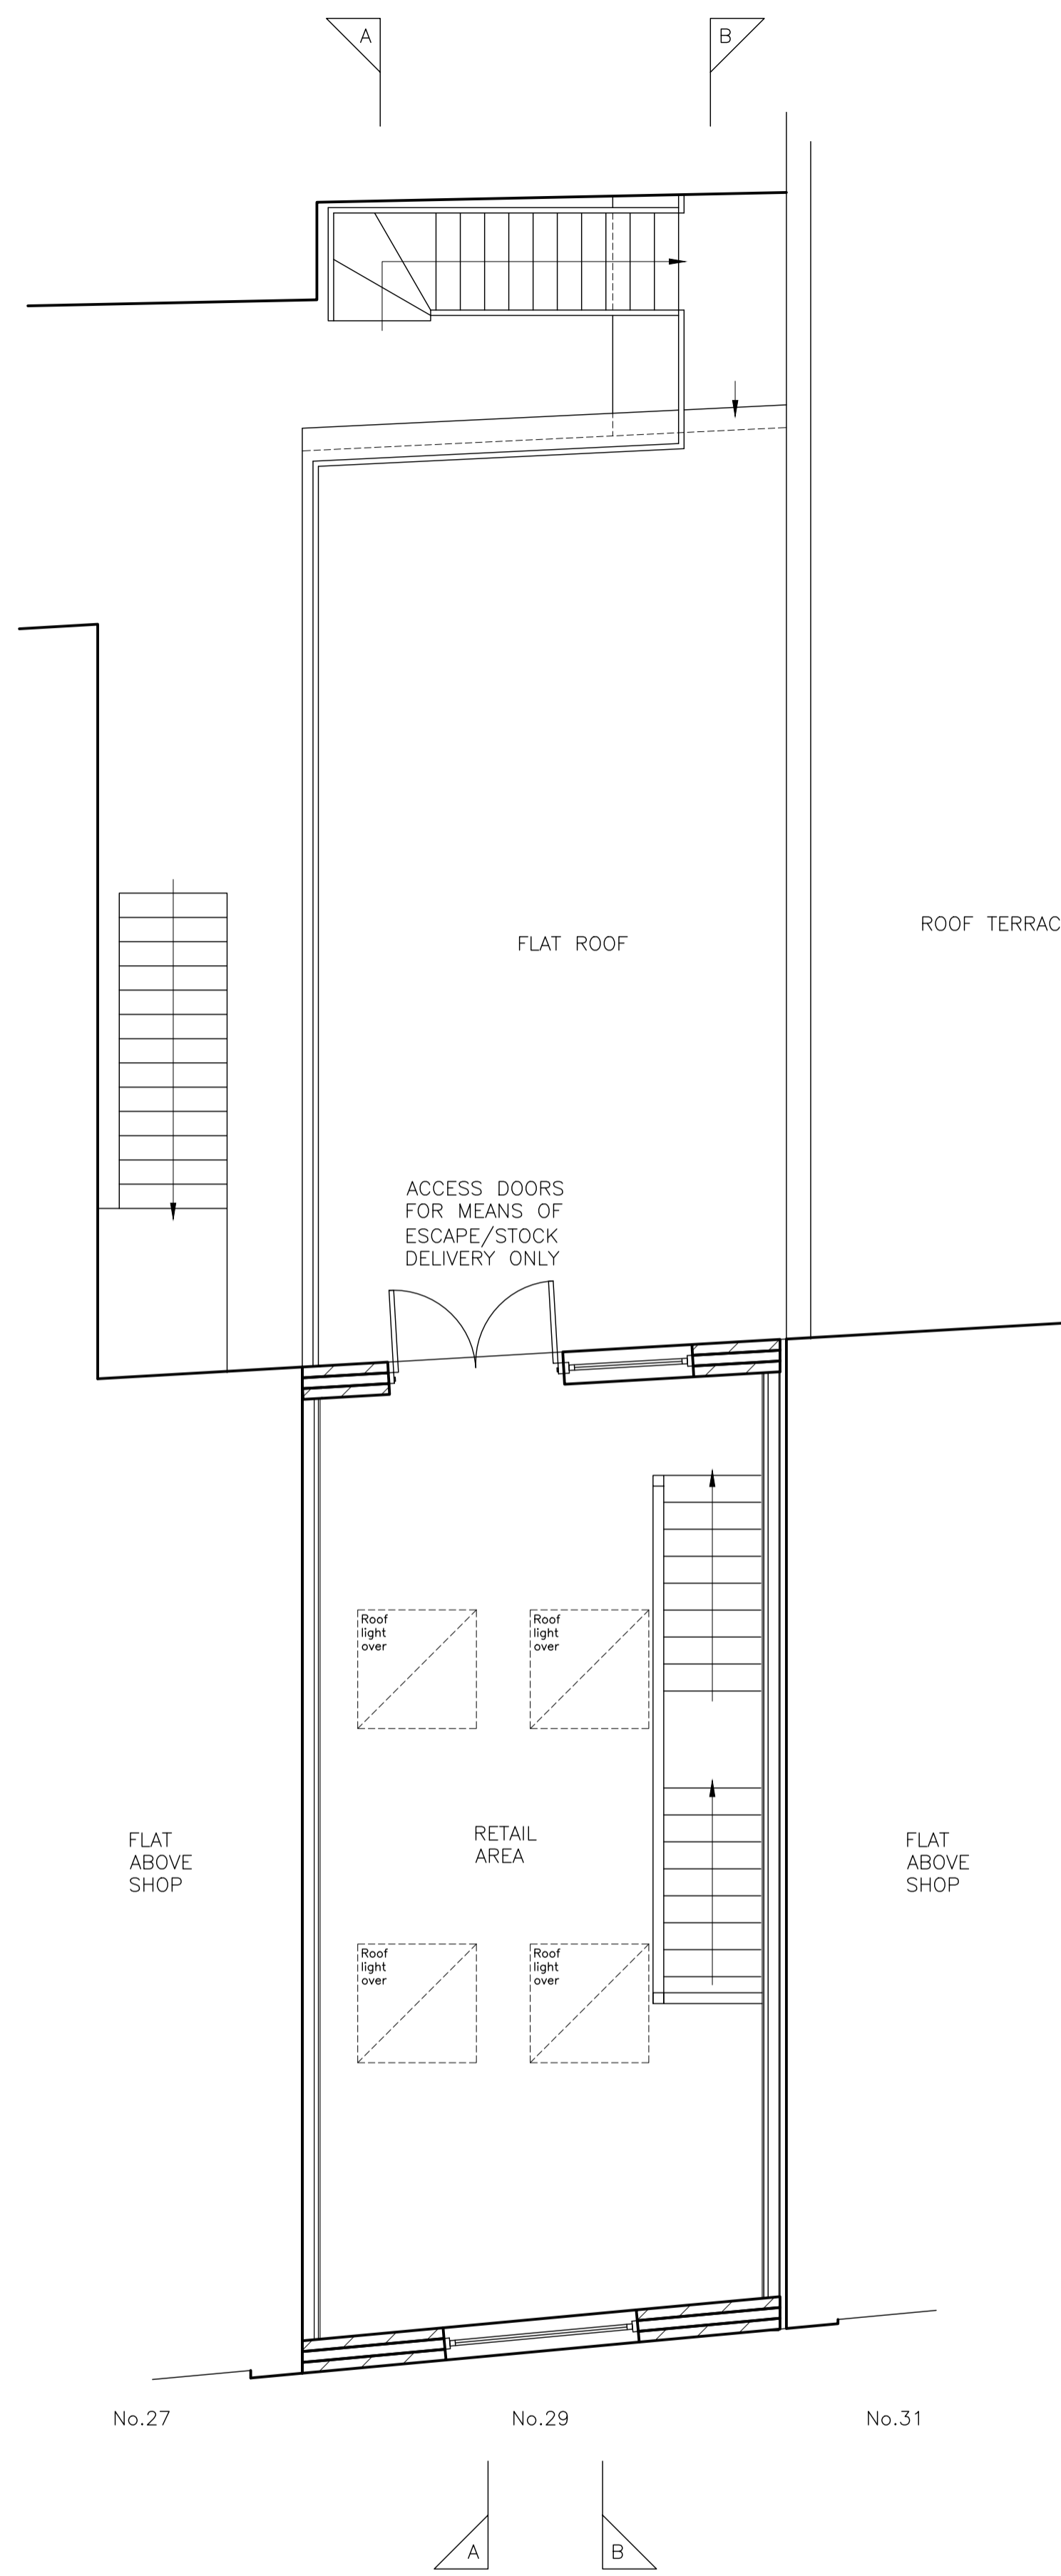 A
B
FLAT ROOF
ROOF TERRAC
ACCESS DOORS
FOR MEANS OF
ESCAPE/STOCK
DELIVERY ONLY
Roof
light
over
Roof
light
over
FLAT
ABOVE
SHOP
RETAIL
AREA
FLAT
ABOVE
SHOP
Roof
light
over
Roof
light
over
No.27
No.29
No.31
A
B